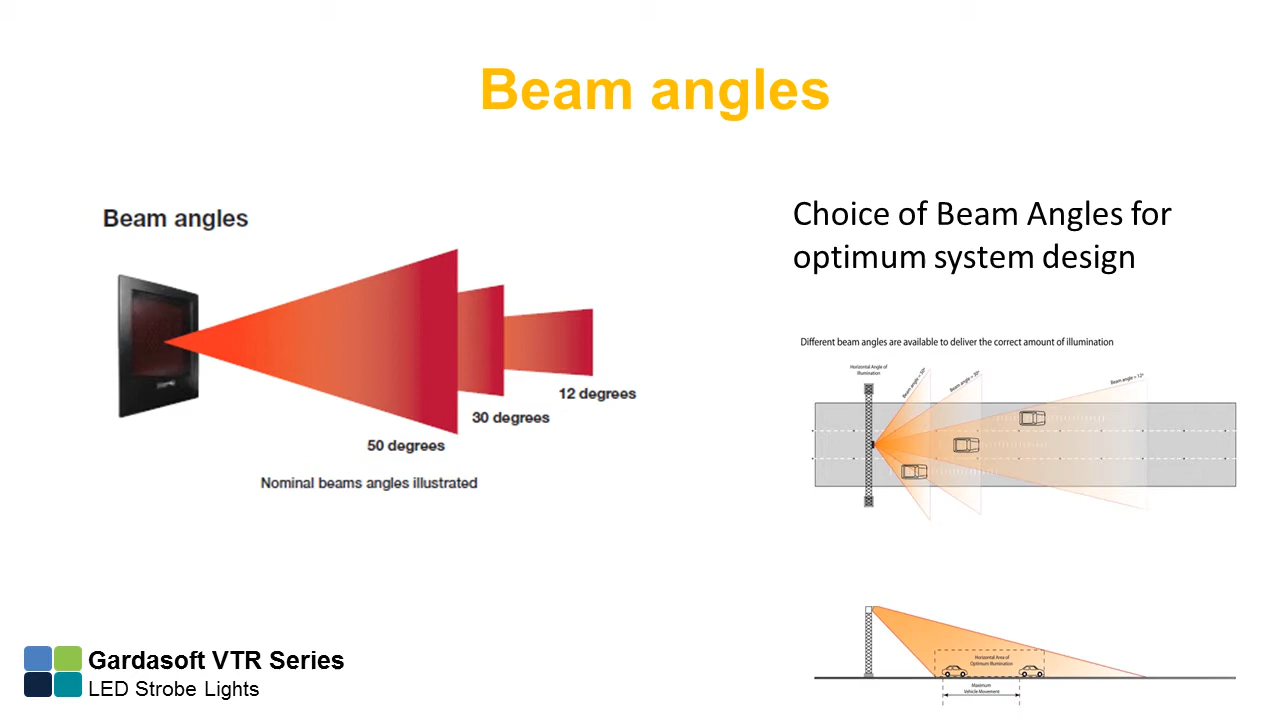 Beam angles
Beam angles
50 degrees
30 degrees
12 degrees
Nominal beams angles illustrated
Choice of Beam Angles for
optimum system design
Different beam angles are available to deliver the correct amount of illumination
Horizontal Angle of
Illumination
Beam angle = 50°
Beam angle = 30°
Beam angle = 12°
Horizontal Area of
Optimum Illumination
Maximum
Vehicle Movement
Gardasoft VTR Series
LED Strobe Lights